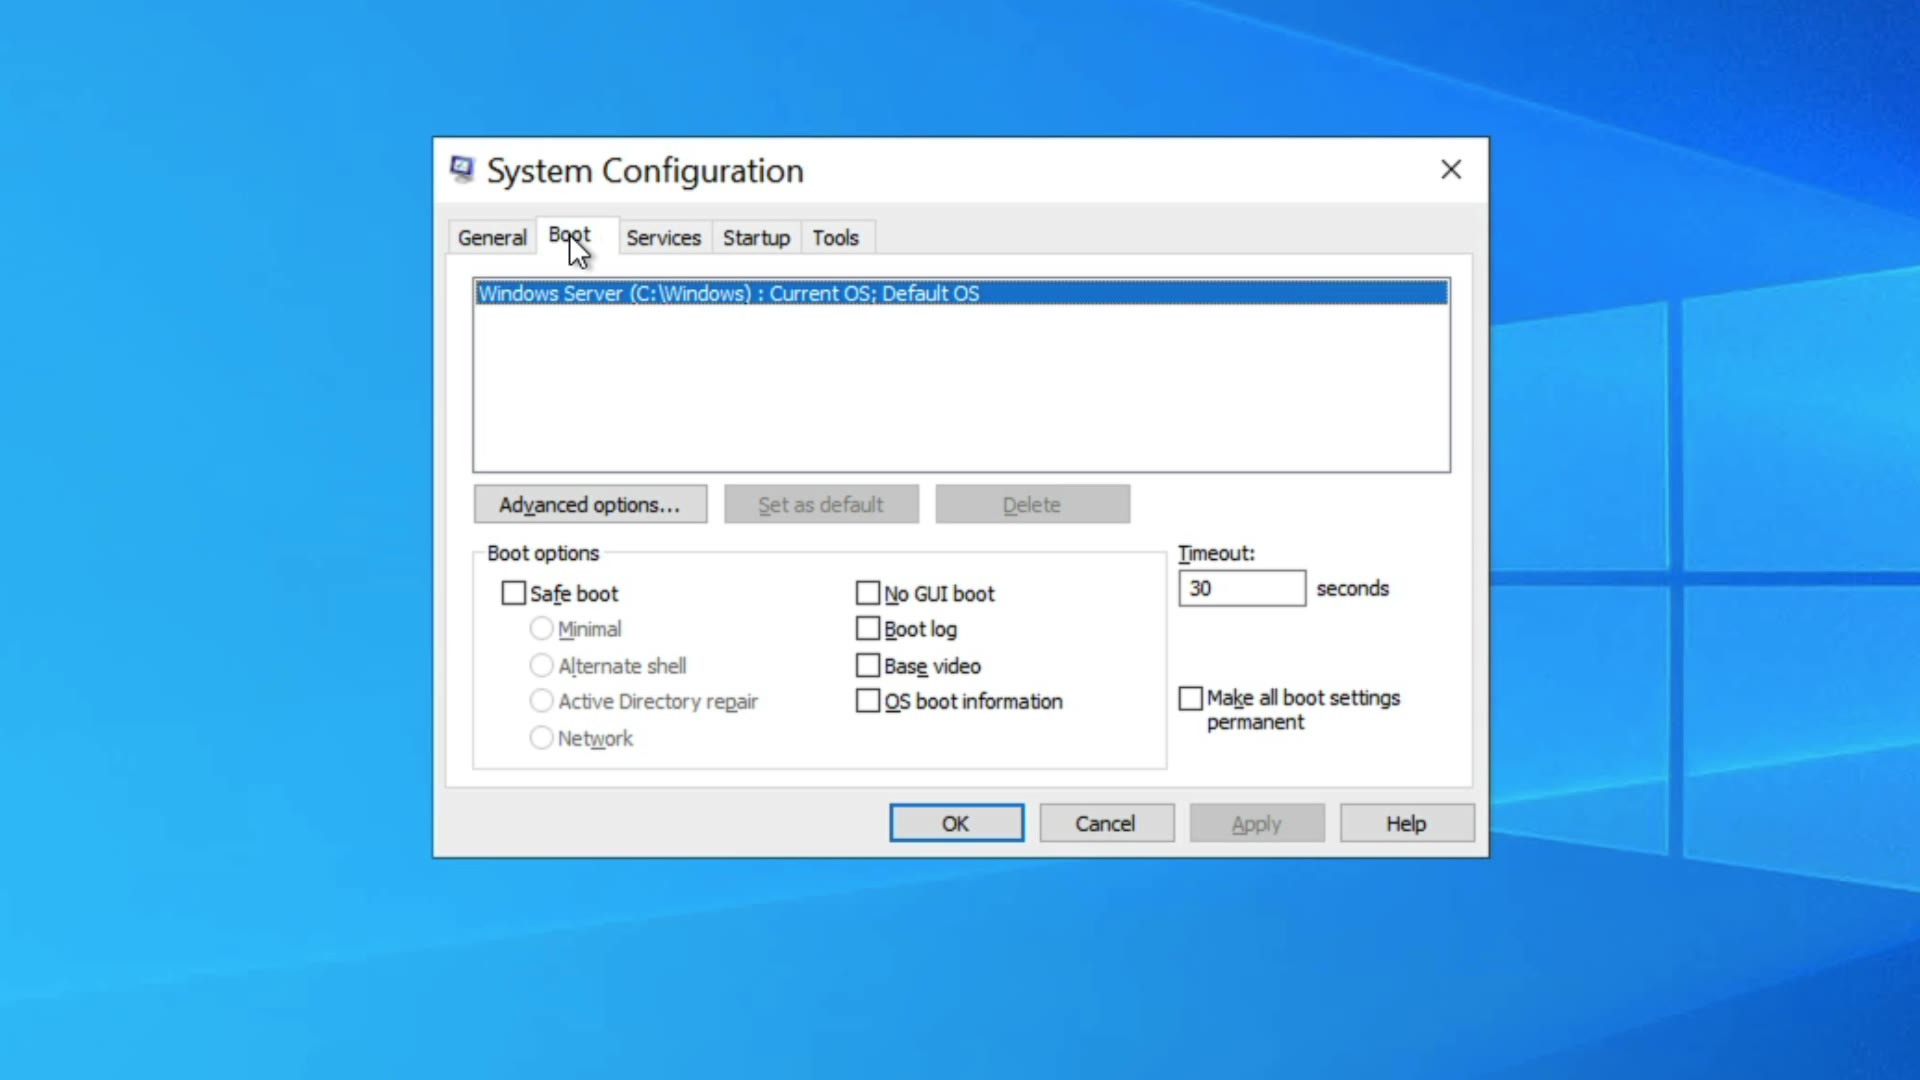 System Configuration
General Boot Services Startup Tools
Windows Server (C:\Windows) : Current OS; Default OS
Advanced options... Set as default Delete
Boot options
Safe boot
Minimal
Alternate shell
Active Directory repair
Network
No GUI boot
Boot log
Base video
OS boot information
Timeout:
30 seconds
Make all boot settings
permanent
OK Cancel Apply Help